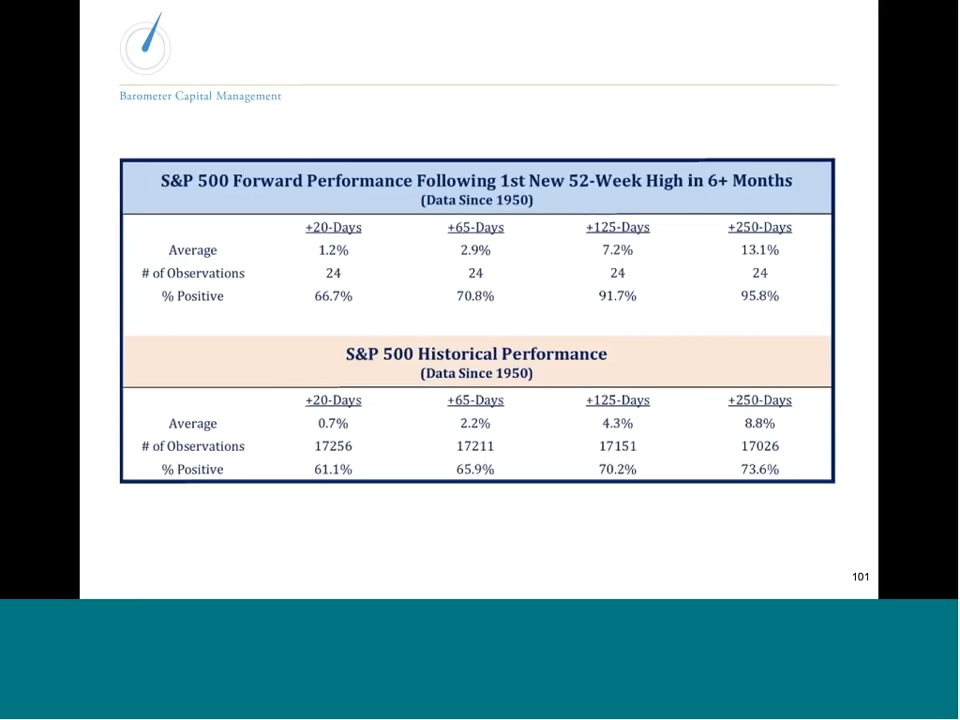 Barometer Capital Management
S&P 500 Forward Performance Following 1st New 52-Week High in 6+ Months
(Data Since 1950)
+20-Days +65-Days +125-Days +250-Days
Average 1.2% 2.9% 7.2% 13.1%
# of Observations 24 24 24 24
% Positive 66.7% 70.8% 91.7% 95.8%
S&P 500 Historical Performance
(Data Since 1950)
+20-Days +65-Days +125-Days +250-Days
Average 0.7% 2.2% 4.3% 8.8%
# of Observations 17256 17211 17151 17026
% Positive 61.1% 65.9% 70.2% 73.6%
101